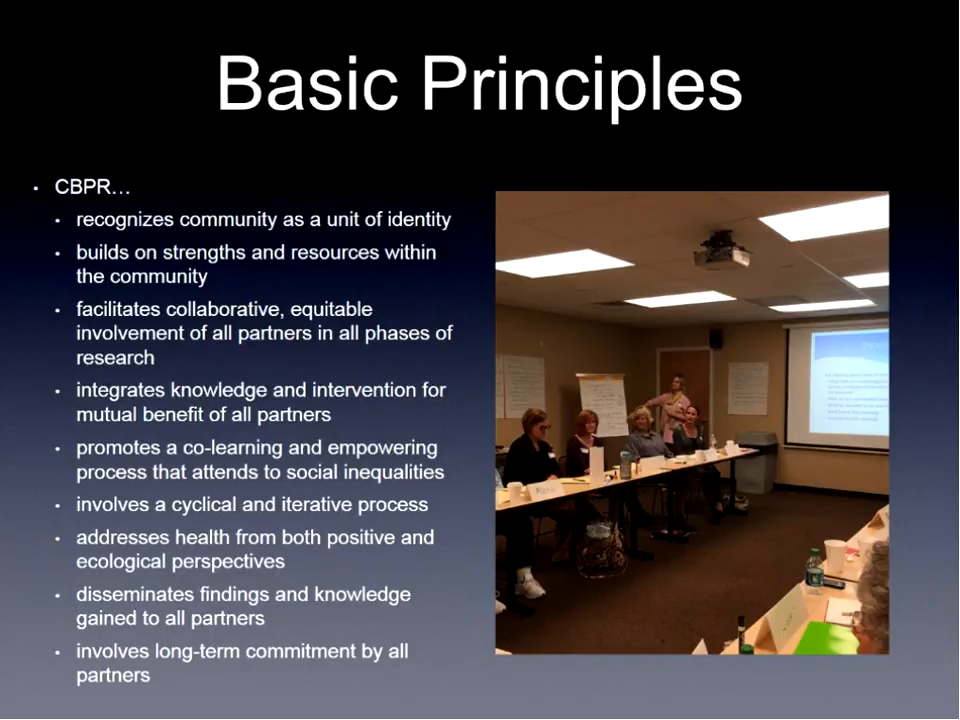 Basic Principles
• CBPR…
• recognizes community as a unit of identity
• builds on strengths and resources within
the community
• facilitates collaborative, equitable
involvement of all partners in all phases of
research
• integrates knowledge and intervention for
mutual benefit of all partners
• promotes a co-learning and empowering
process that attends to social inequalities
• involves a cyclical and iterative process
• addresses health from both positive and
ecological perspectives
• disseminates findings and knowledge
gained to all partners
• involves long-term commitment by all
partners